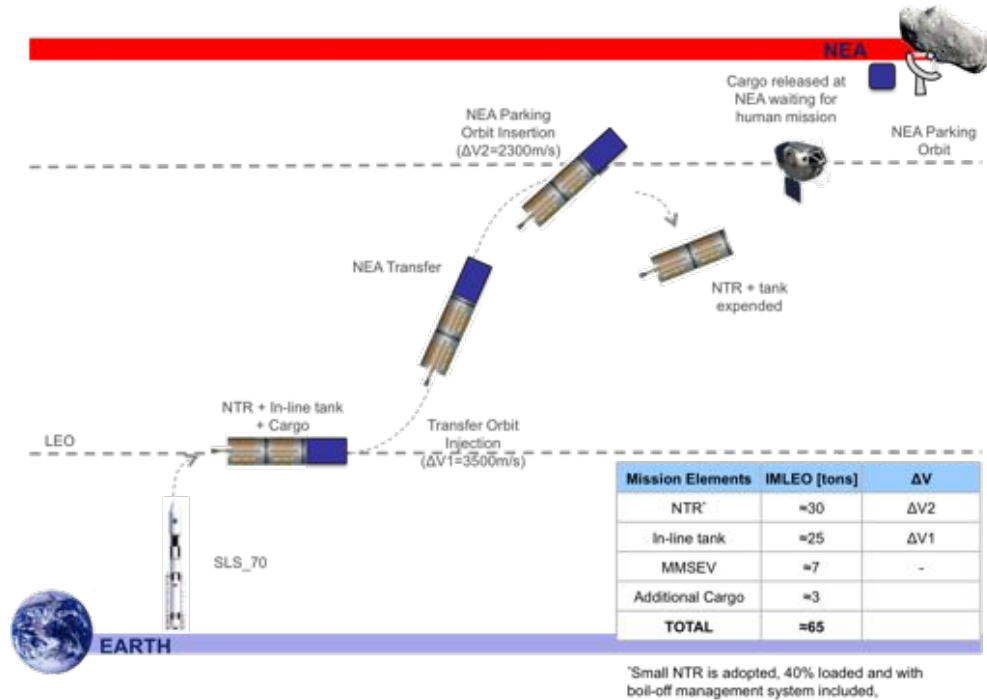 NEA
Cargo released at
NEA waiting for
human mission
NEA Parking
Orbit Insertion
(ΔV2=2300m/s)
NEA Parking
Orbit
NEA Transfer
NTR + tank
expended
NTR + In-line tank
+ Cargo
LEO
Transfer Orbit
Injection
(ΔV1=3500m/s)
SLS_70
Mission Elements IMLEO [tons] ΔV
NTR* ≈30 ΔV2
In-line tank ≈25 ΔV1
MMSEV ≈7 -
Additional Cargo ≈3
TOTAL ≈65
EARTH
*Small NTR is adopted, 40% loaded and with
boil-off management system included,